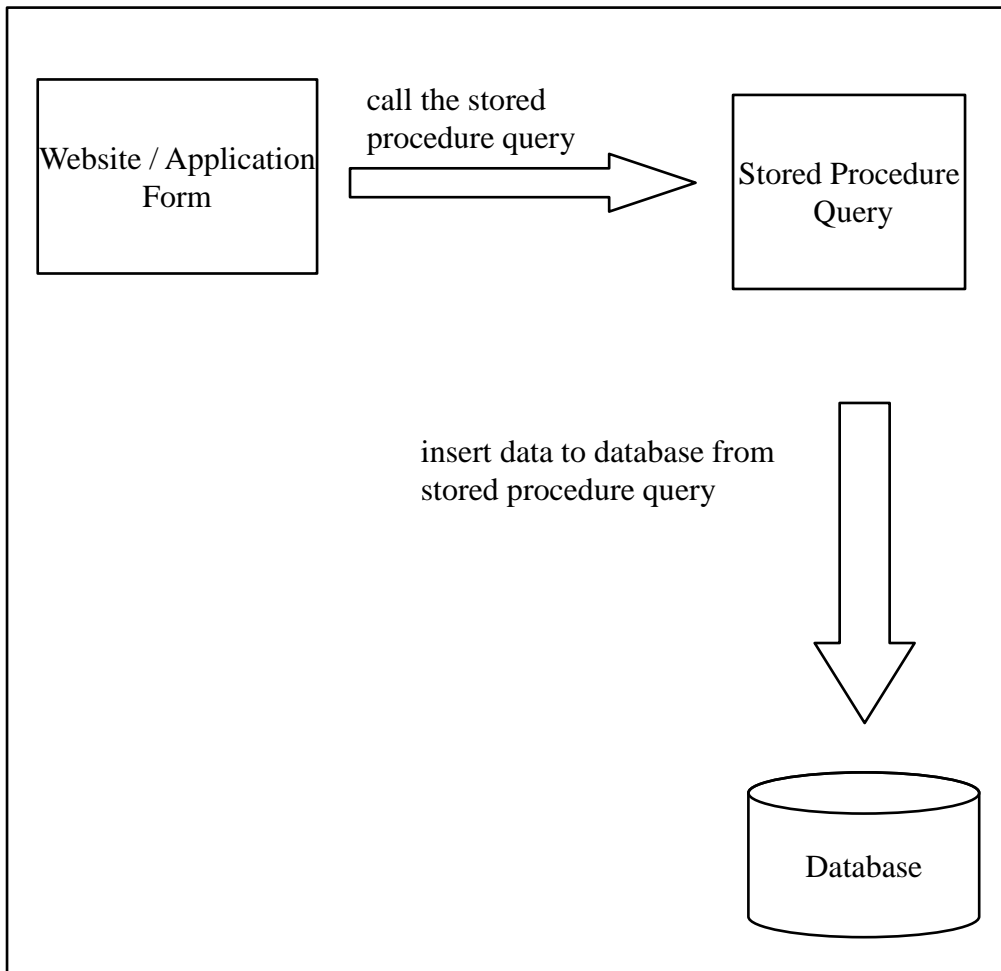 call the stored
procedure query
Website / Application
Form
Stored Procedure
Query
insert data to database from
stored procedure query
Database